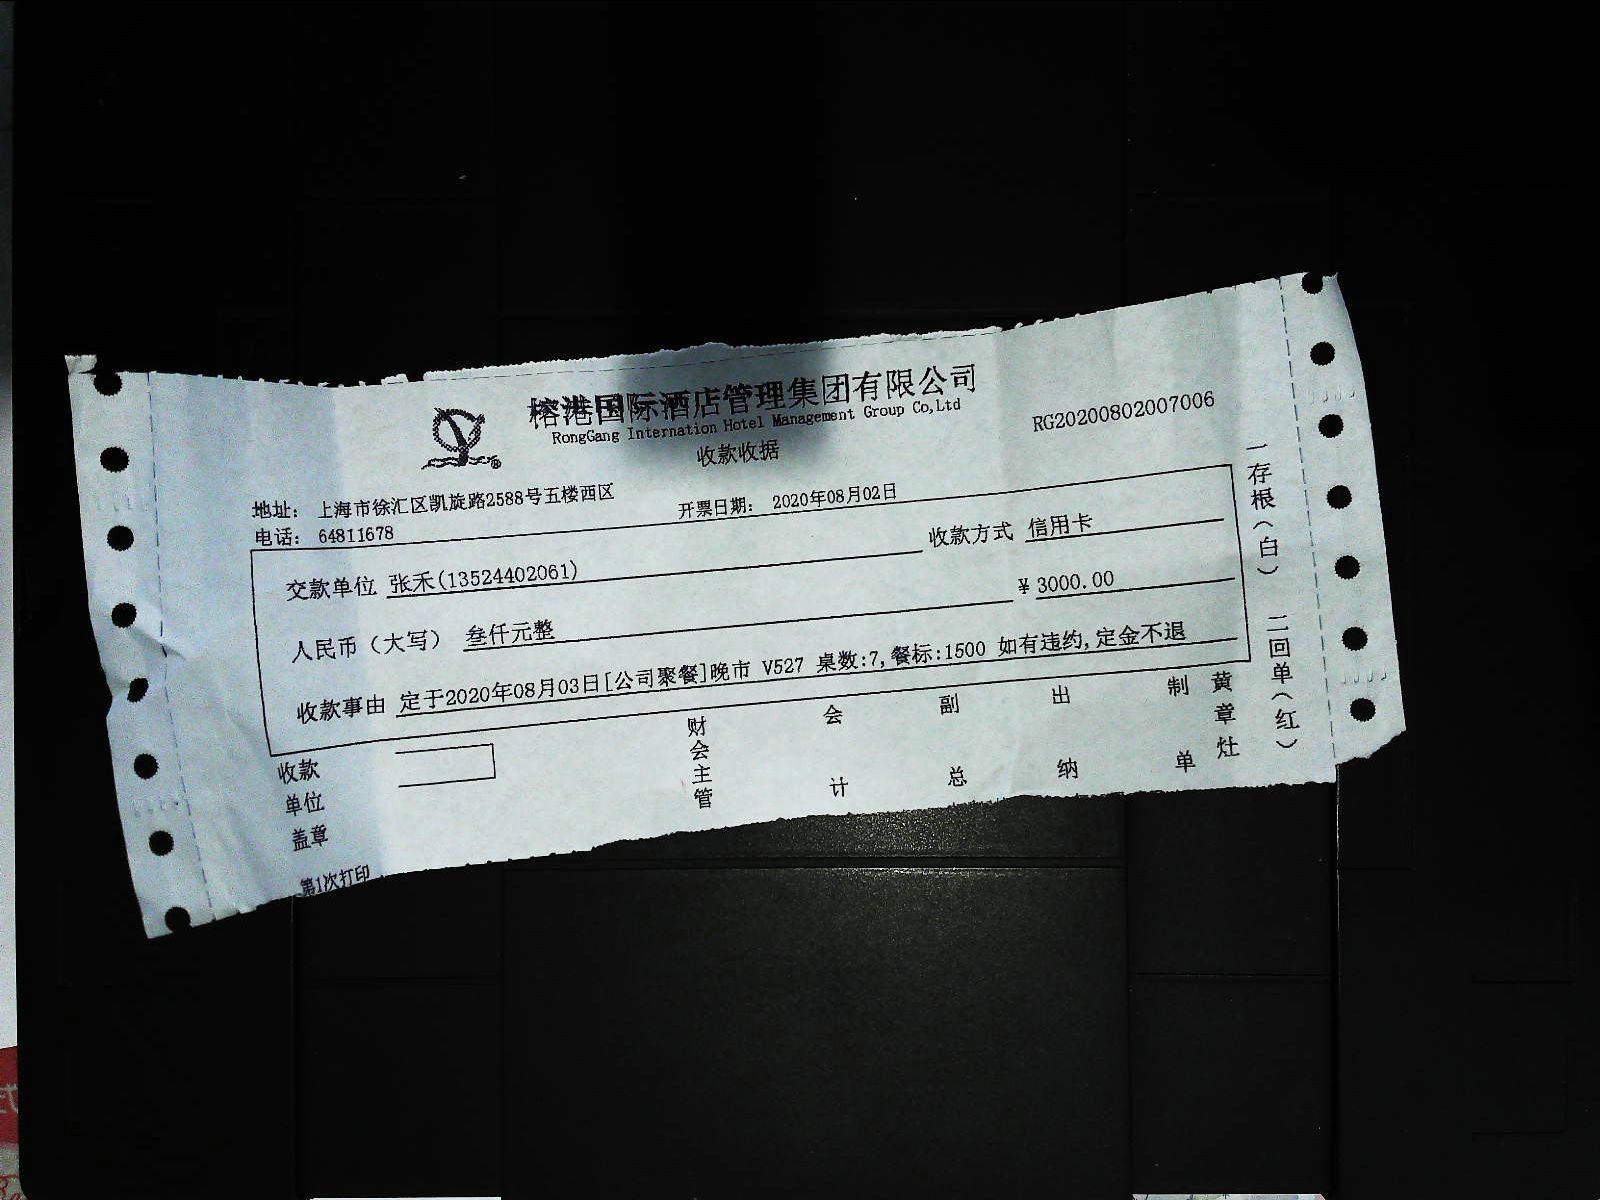 榕港国际酒店管理集团有限公司
RongGang Internation Hotel Management Group Co,Ltd
收款收据
RG20200802007006
地址： 上海市徐汇区凯旋路2588号五楼西区
电话： 64811678
开票日期： 2020年08月02日
交款单位 张禾(13524402061)
收款方式 信用卡
人民币（大写） 叁仟元整
¥ 3000.00
收款事由 定于2020年08月03日[公司聚餐]晚市 V527 桌数:7,餐标:1500 如有违约,定金不退
收款单位盖章
财会主管
会计
副总
出纳
制单
黄章灶
一存根（白） 二回单（红）
第1次打印